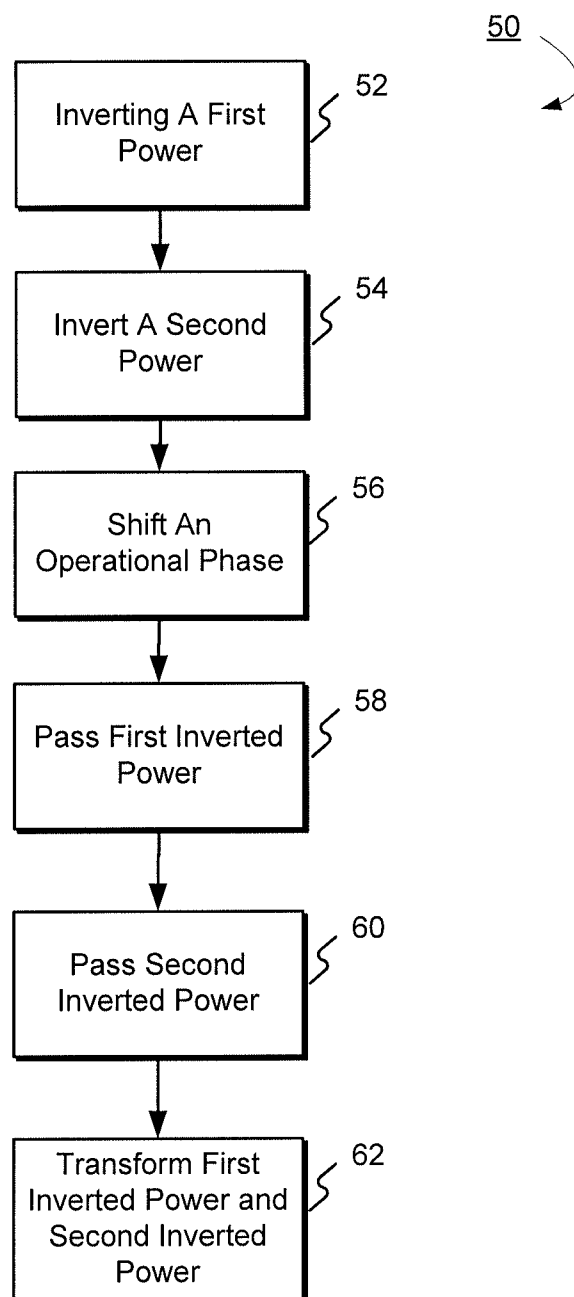 50
52
Inverting A First
Power
54
Invert A Second
Power
56
Shift An
Operational Phase
58
Pass First Inverted
Power
60
Pass Second
Inverted Power
62
Transform First
Inverted Power and
Second Inverted
Power